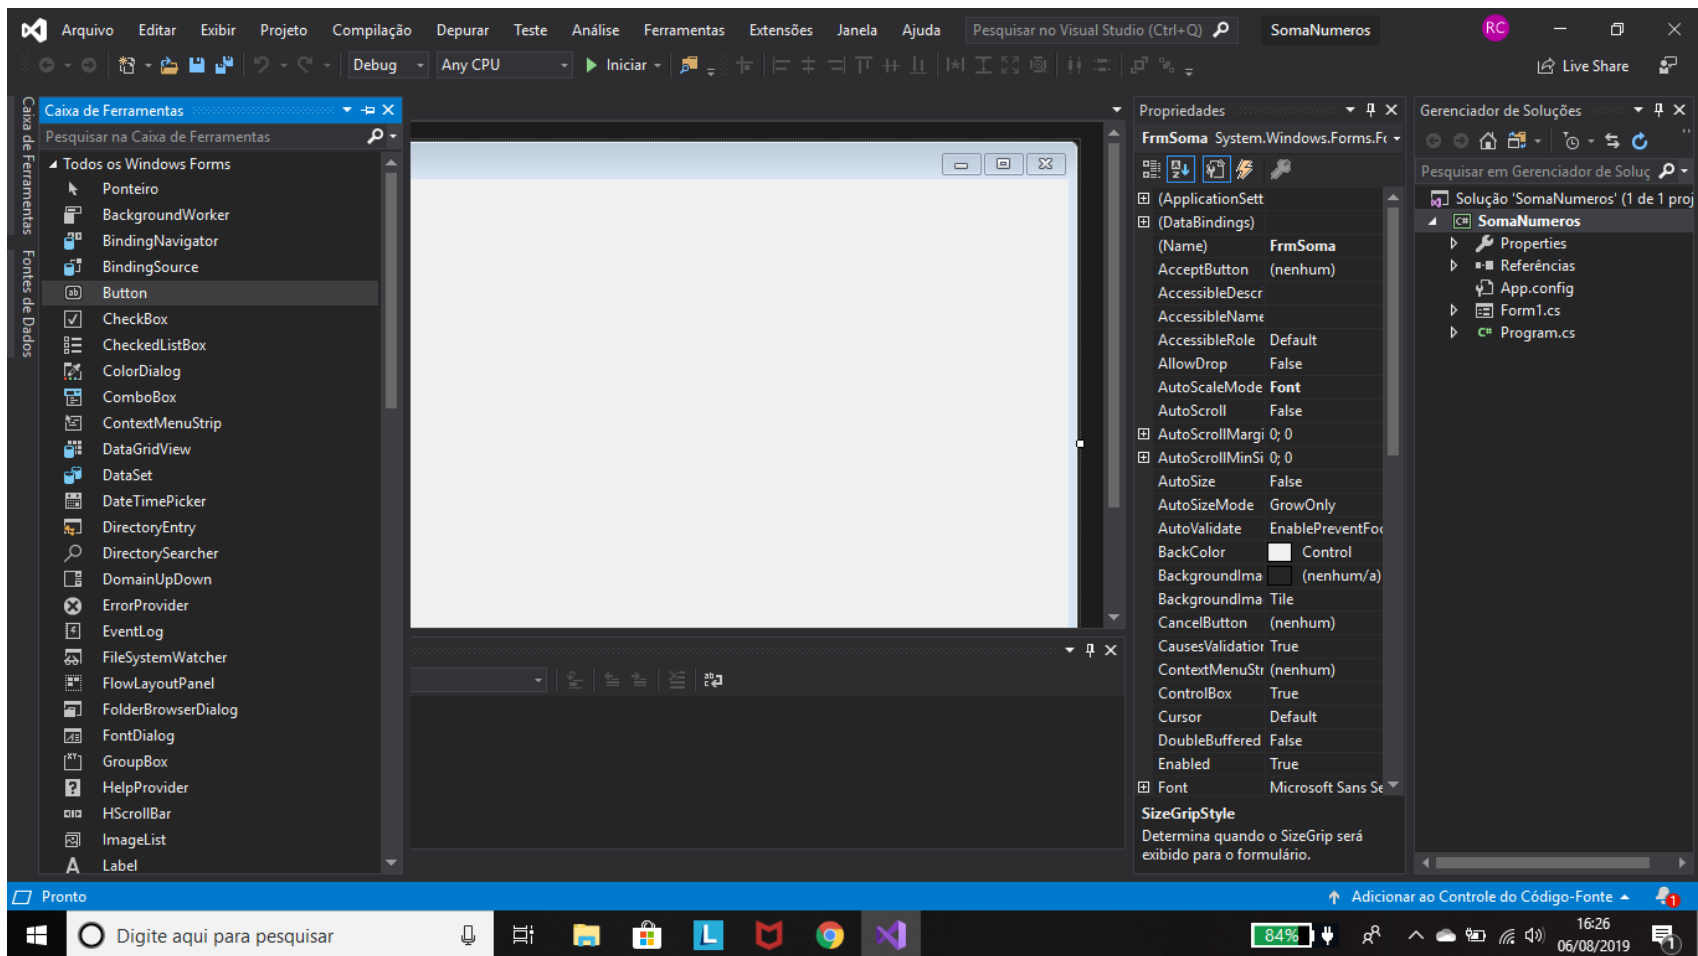 Arquivo Editar Exibir Projeto Compilação Depurar Teste Análise Ferramentas Extensões Janela Ajuda Pesquisar no Visual Studio (Ctrl+Q) SomaNumeros RC
Debug Any CPU Iniciar Live Share
Caixa de Ferramentas
Fontes de Dados
Caixa de Ferramentas
Pesquisar na Caixa de Ferramentas
Todos os Windows Forms
Ponteiro
BackgroundWorker
BindingNavigator
BindingSource
Button
CheckBox
CheckedListBox
ColorDialog
ComboBox
ContextMenuStrip
DataGridView
DataSet
DateTimePicker
DirectoryEntry
DirectorySearcher
DomainUpDown
ErrorProvider
EventLog
FileSystemWatcher
FlowLayoutPanel
FolderBrowserDialog
FontDialog
GroupBox
HelpProvider
HScrollBar
ImageList
Label
Propriedades
FrmSoma System.Windows.Forms.Fo
(ApplicationSett
(DataBindings)
(Name) FrmSoma
AcceptButton (nenhum)
AccessibleDescr
AccessibleName
AccessibleRole Default
AllowDrop False
AutoScaleMode Font
AutoScroll False
AutoScrollMargi 0; 0
AutoScrollMinSi 0; 0
AutoSize False
AutoSizeMode GrowOnly
AutoValidate EnablePreventFoc
BackColor Control
BackgroundIma (nenhum/a)
BackgroundIma Tile
CancelButton (nenhum)
CausesValidation True
ContextMenuStr (nenhum)
ControlBox True
Cursor Default
DoubleBuffered False
Enabled True
Font Microsoft Sans Se
SizeGripStyle
Determina quando o SizeGrip será
exibido para o formulário.
Gerenciador de Soluções
Pesquisar em Gerenciador de Soluç
Solução 'SomaNumeros' (1 de 1 proj
SomaNumeros
Properties
Referências
App.config
Form1.cs
Program.cs
Pronto
Adicionar ao Controle do Código-Fonte 1
Digite aqui para pesquisar
84%
16:26
06/08/2019
1